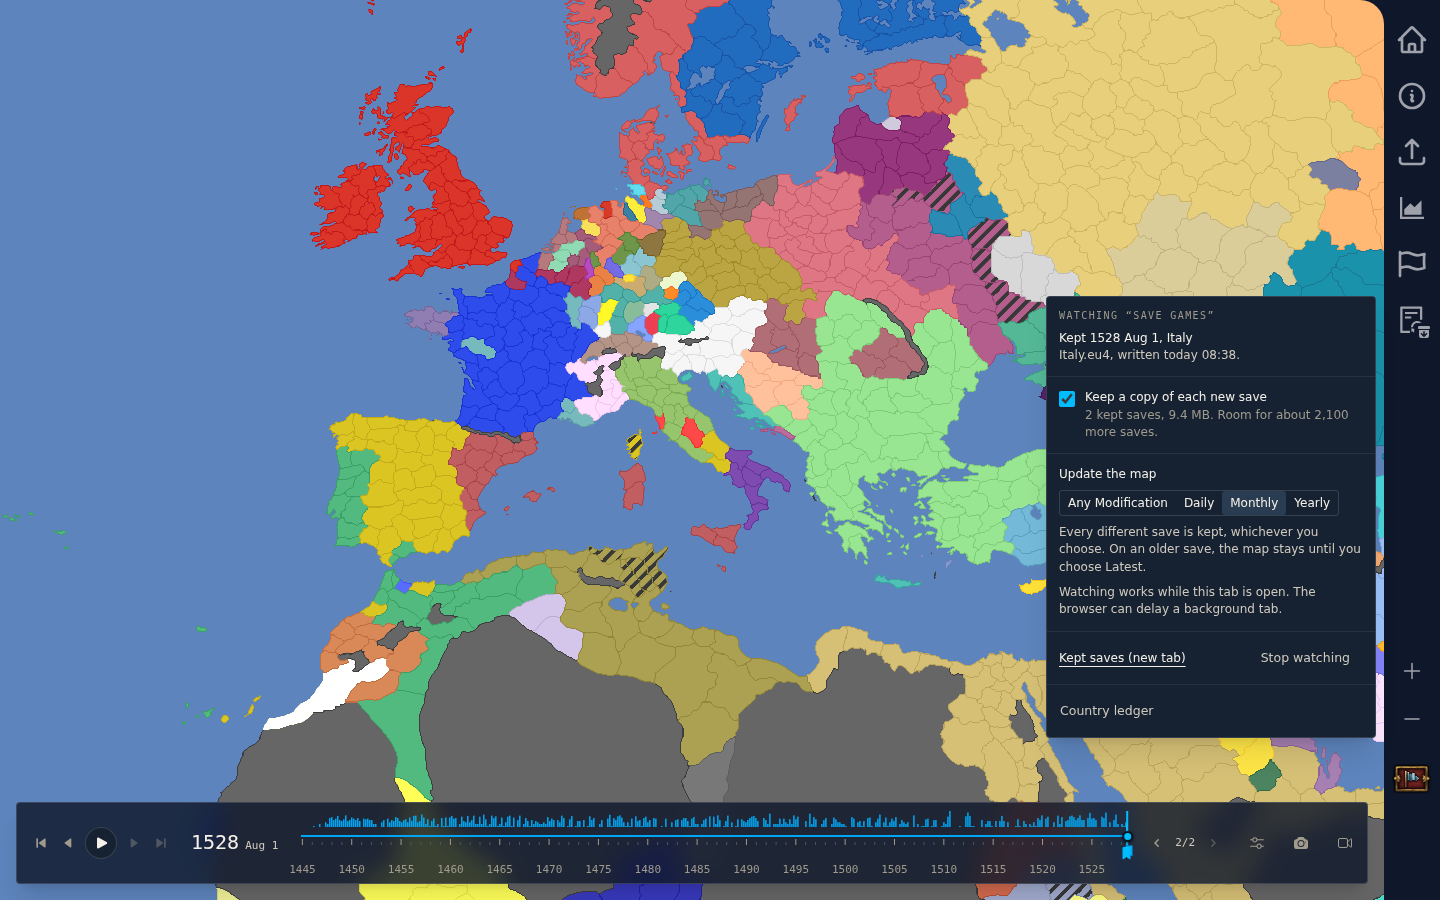 WATCHING “SAVE GAMES”
Kept 1528 Aug 1, Italy
Italy.eu4, written today 08:38.
Keep a copy of each new save
2 kept saves, 9.4 MB. Room for about 2,100
more saves.
Update the map
Any Modification Daily Monthly Yearly
Every different save is kept, whichever you
choose. On an older save, the map stays until you
choose Latest.
Watching works while this tab is open. The
browser can delay a background tab.
Kept saves (new tab) Stop watching
Country ledger
1528 Aug 1
2/2
1445 1450 1455 1460 1465 1470 1475 1480 1485 1490 1495 1500 1505 1510 1515 1520 1525